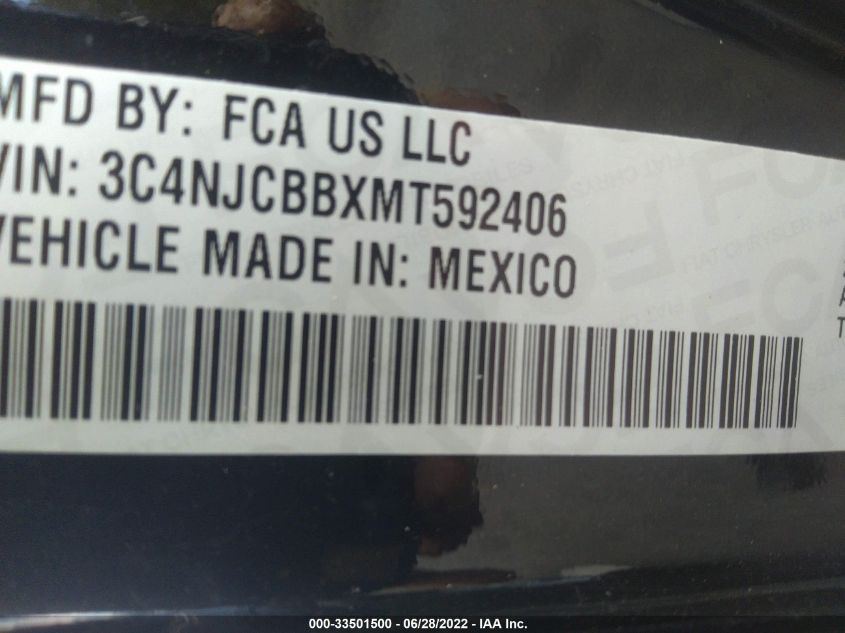 MFD BY: FCA US LLC
VIN: 3C4NJCBBXMT592406
VEHICLE MADE IN: MEXICO
000-33501500 - 06/28/2022 - IAA Inc.